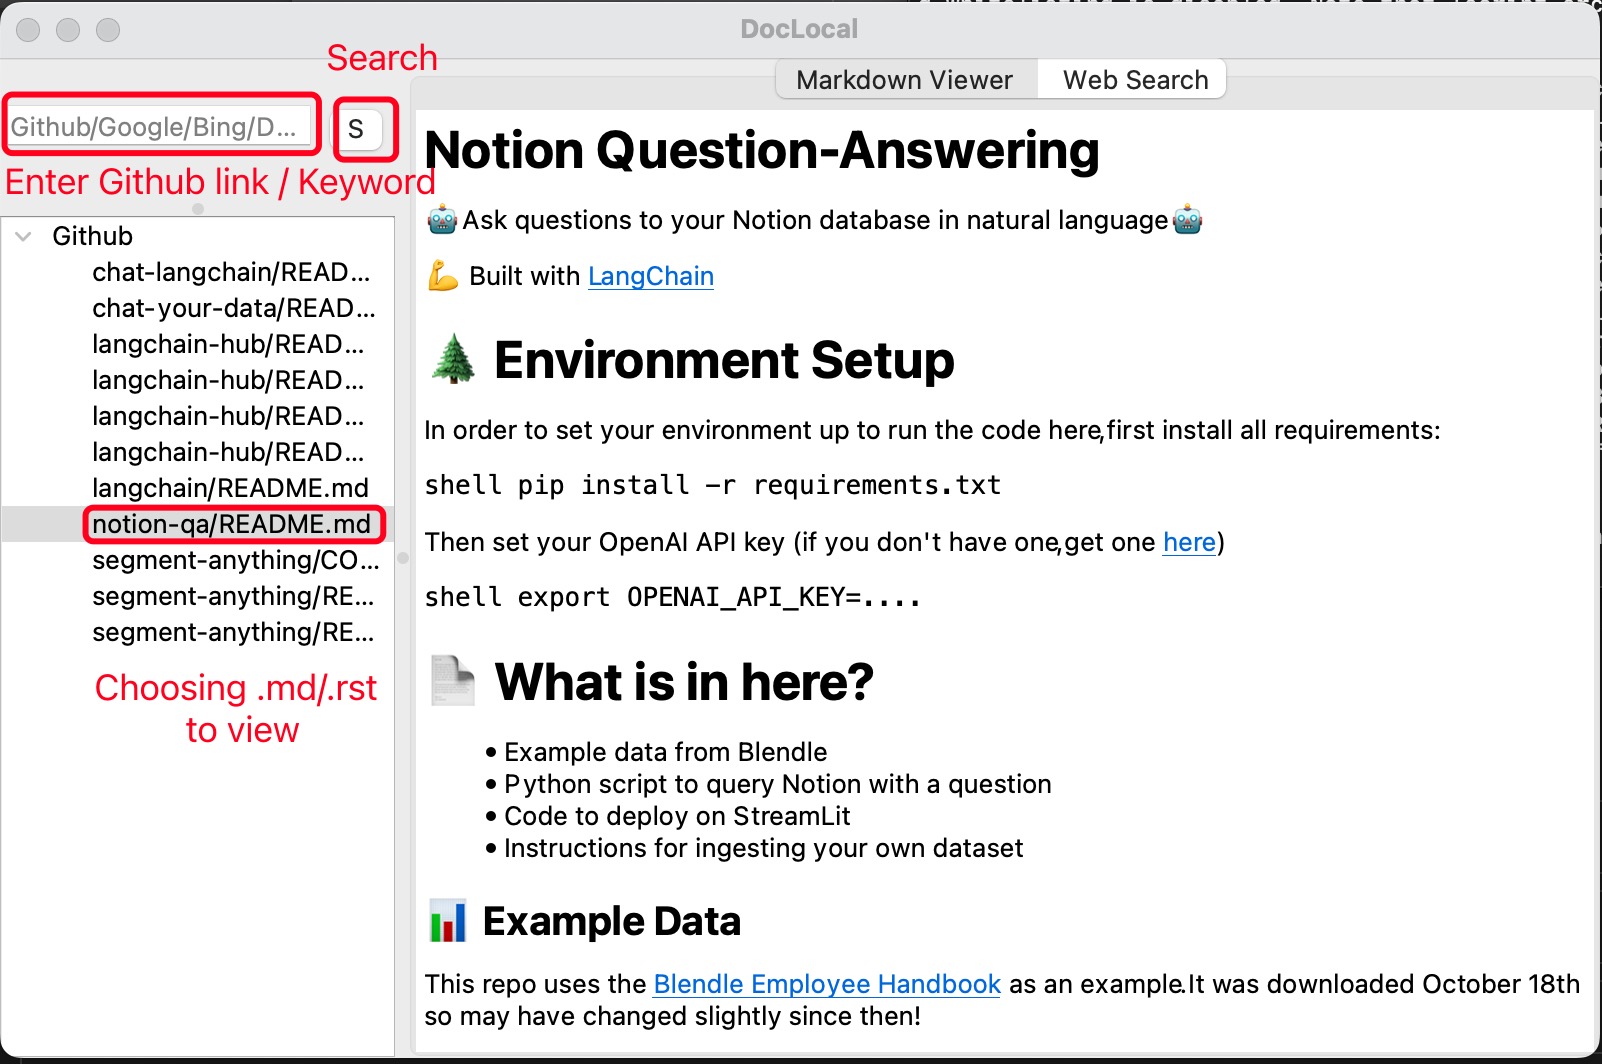 DocLocal
Search
Markdown Viewer
Web Search
Github/Google/Bing/D...
S
Enter Github link / Keyword
Github
chat-langchain/READ...
chat-your-data/READ...
langchain-hub/READ...
langchain-hub/READ...
langchain-hub/READ...
langchain-hub/READ...
langchain/README.md
notion-qa/README.md
segment-anything/CO...
segment-anything/RE...
segment-anything/RE...
Choosing .md/.rst
to view
Notion Question-Answering
🤖Ask questions to your Notion database in natural language🤖
💪 Built with LangChain
🌲 Environment Setup
In order to set your environment up to run the code here,first install all requirements:
shell pip install -r requirements.txt
Then set your OpenAI API key (if you don't have one,get one here)
shell export OPENAI_API_KEY=....
📄 What is in here?
• Example data from Blendle
• Python script to query Notion with a question
• Code to deploy on StreamLit
• Instructions for ingesting your own dataset
📊 Example Data
This repo uses the Blendle Employee Handbook as an example.It was downloaded October 18th
so may have changed slightly since then!